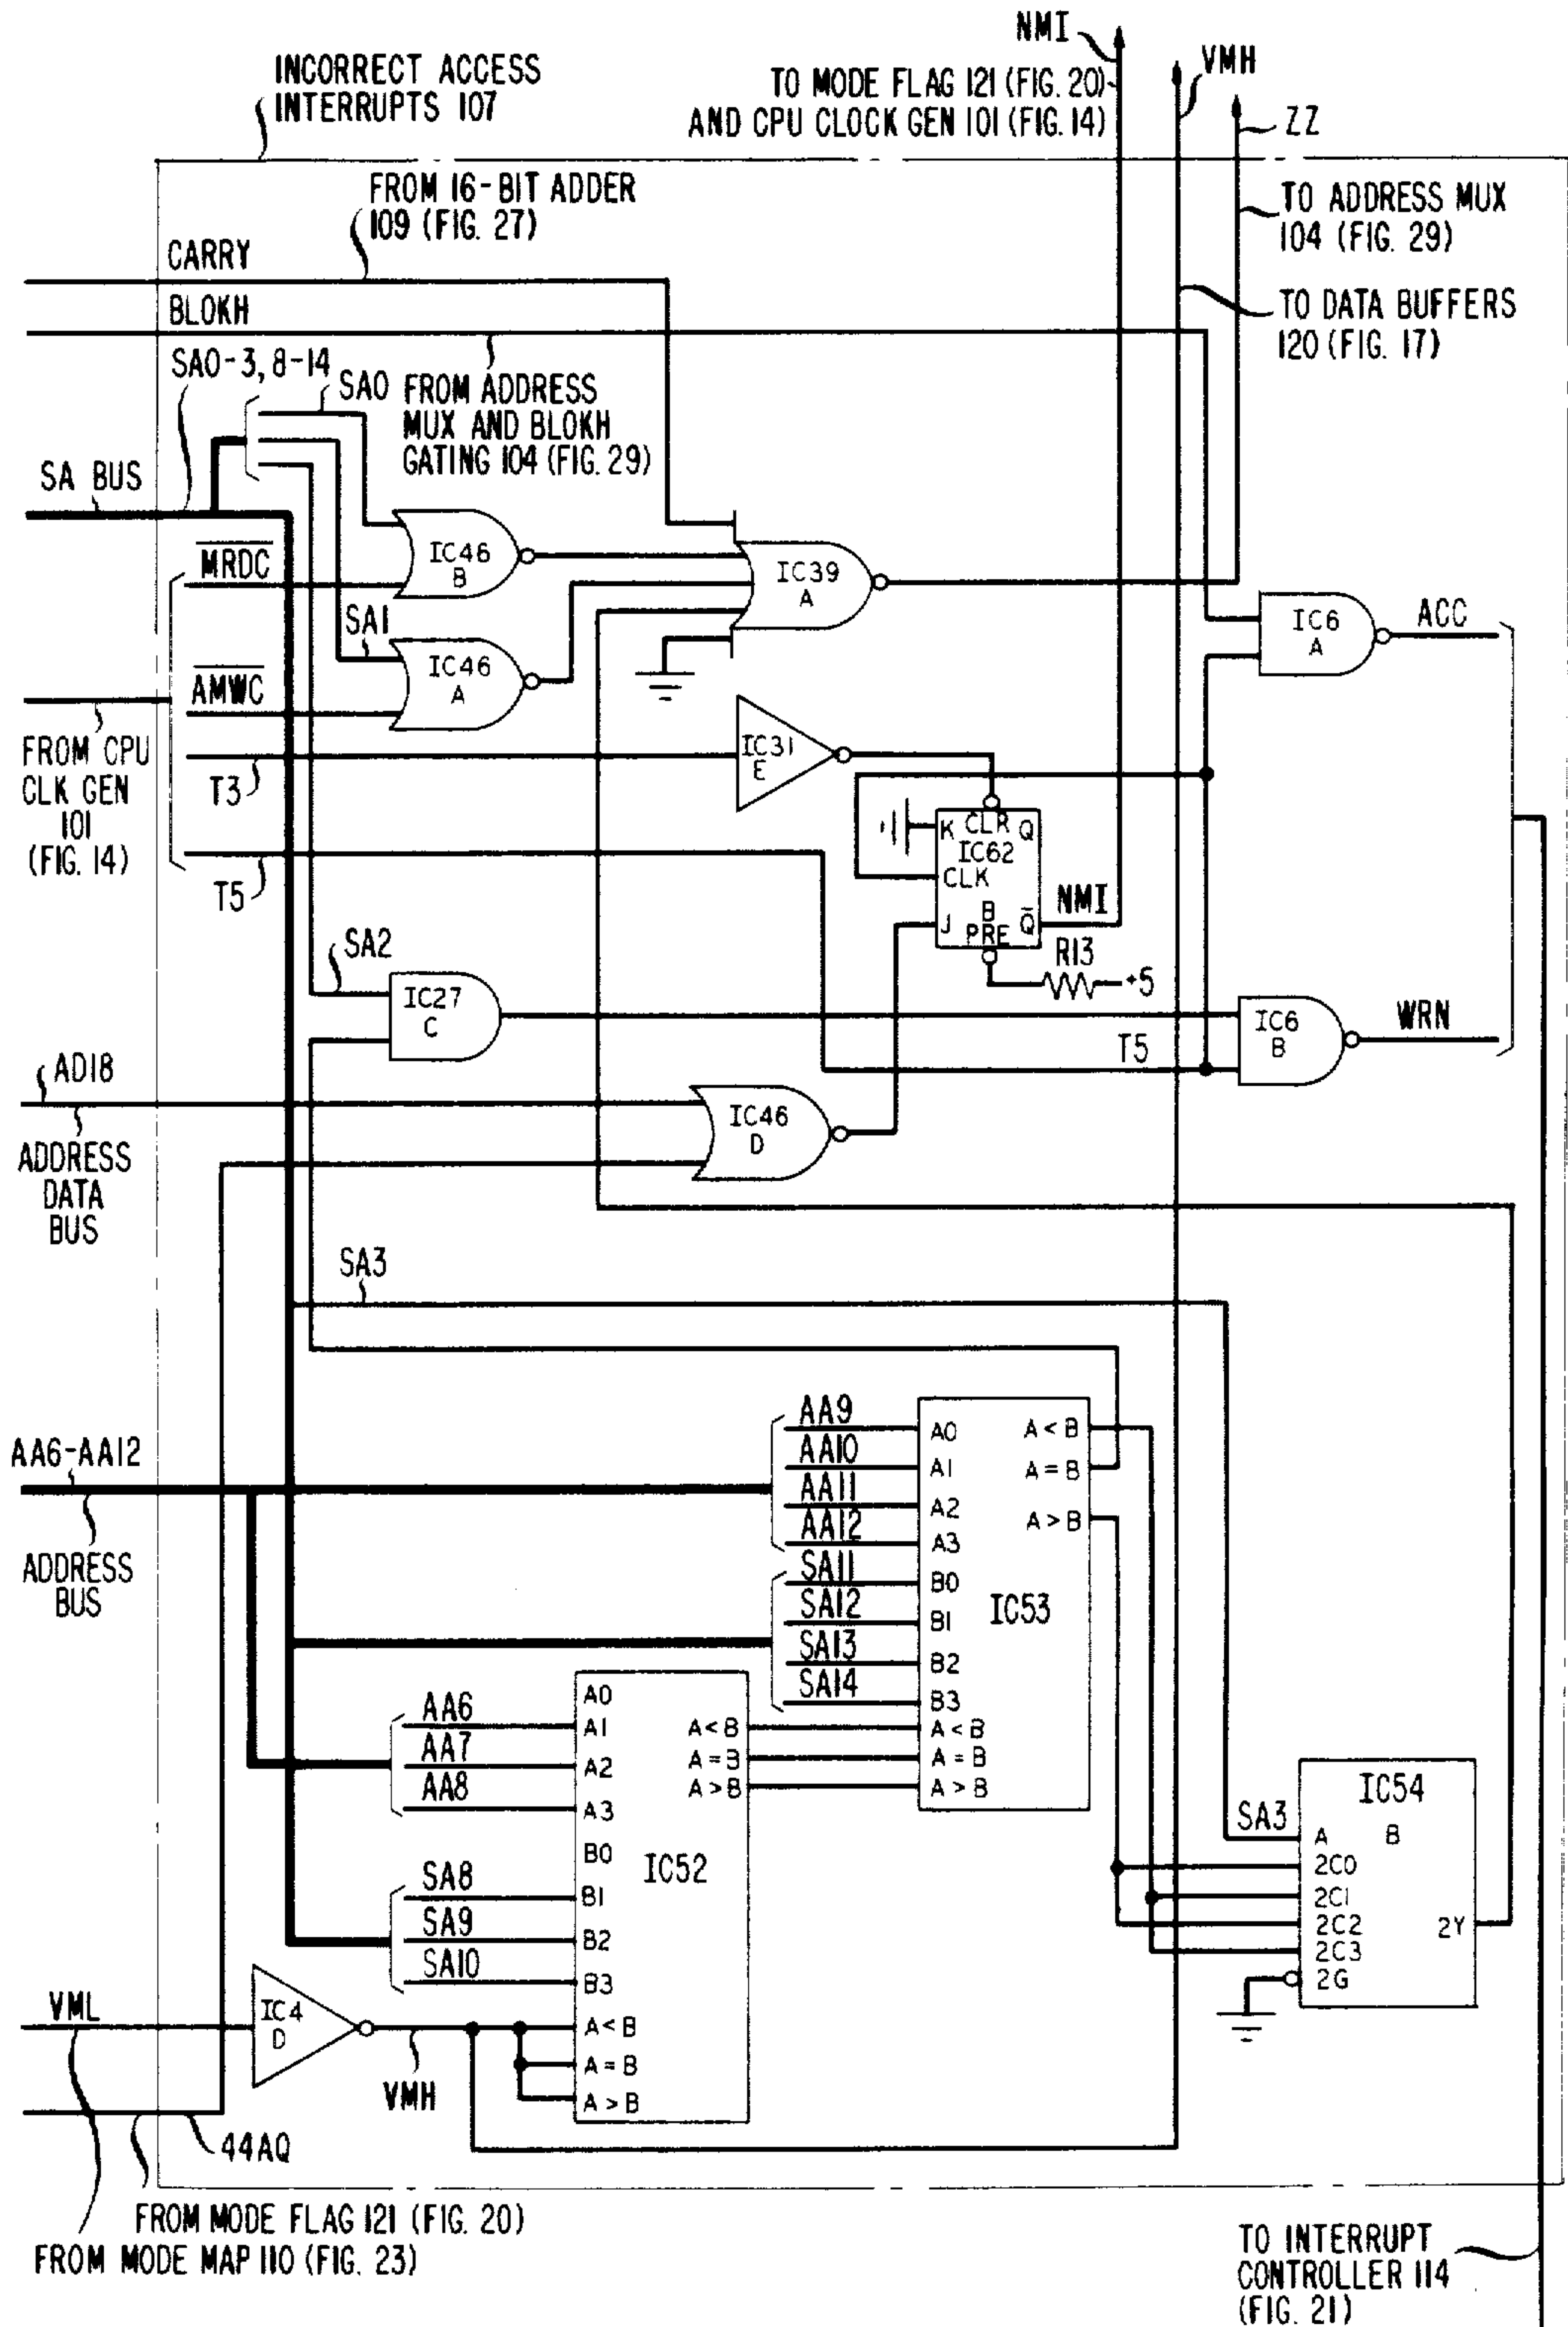 NMI
TO MODE FLAG 121 (FIG. 20)
AND CPU CLOCK GEN 101 (FIG. 14)
VMH
ZZ
INCORRECT ACCESS
INTERRUPTS 107
FROM 16-BIT ADDER
109 (FIG. 27)
TO ADDRESS MUX
104 (FIG. 29)
CARRY
BLOKH
TO DATA BUFFERS
120 (FIG. 17)
SA0-3, 8-14
SA0
FROM ADDRESS
MUX AND BLOKH
GATING 104 (FIG. 29)
SA BUS
MRDC
IC46
B
IC39
A
IC6
A
ACC
SA1
IC46
A
AMWC
FROM CPU
CLK GEN
101
(FIG. 14)
T3
IC31
E
K CLR Q
IC62
CLK
B
J PRE Q̅
NMI
T5
R13
+5
SA2
IC27
C
IC6
B
WRN
T5
AD18
ADDRESS
DATA
BUS
IC46
D
SA3
AA6-AA12
ADDRESS
BUS
AA9
AA10
AA11
AA12
SA11
SA12
SA13
SA14
A0
A1
A2
A3
B0
B1
B2
B3
A<B
A=B
A>B
A<B
A=B
A>B
IC53
AA6
AA7
AA8
SA8
SA9
SA10
A0
A1
A2
A3
B0
B1
B2
B3
A<B
A=B
A>B
A<B
A=B
A>B
IC52
SA3
IC54
B
A
2C0
2C1
2C2
2C3
2G
2Y
VML
IC4
D
VMH
44AQ
FROM MODE FLAG 121 (FIG. 20)
FROM MODE MAP 110 (FIG. 23)
TO INTERRUPT
CONTROLLER 114
(FIG. 21)